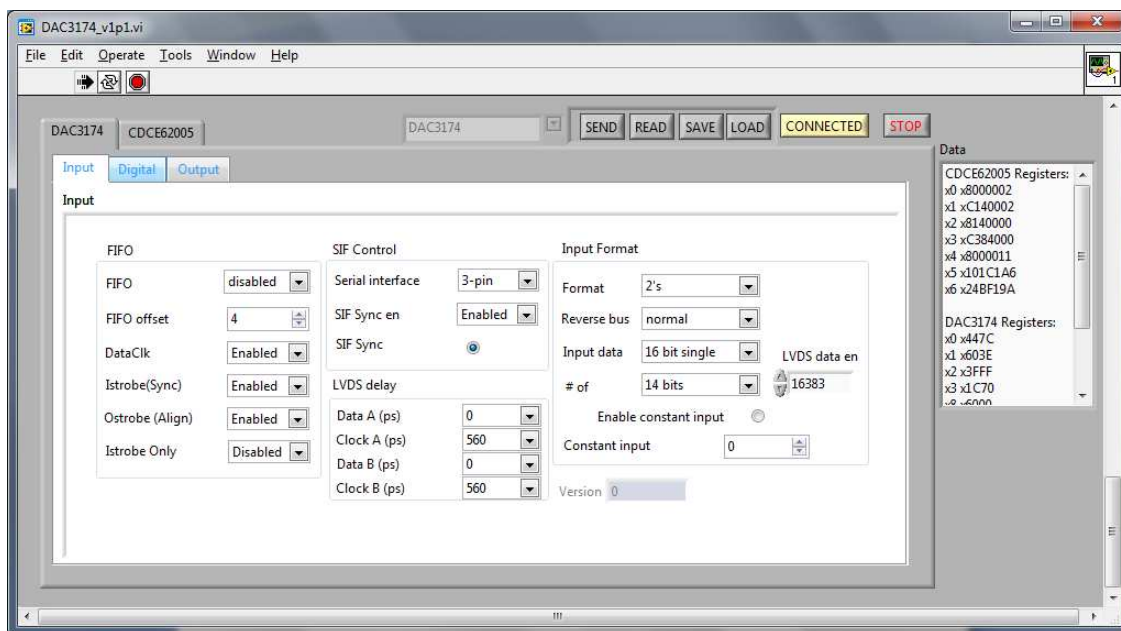 DAC3174_v1p1.vi
File Edit Operate Tools Window Help
1
DAC3174 CDCE62005
DAC3174 SEND READ SAVE LOAD CONNECTED STOP
Input Digital Output
Input
FIFO
FIFO disabled
FIFO offset 4
DataClk Enabled
Istrobe(Sync) Enabled
Ostrobe (Align) Enabled
Istrobe Only Disabled
SIF Control
Serial interface 3-pin
SIF Sync en Enabled
SIF Sync
LVDS delay
Data A (ps) 0
Clock A (ps) 560
Data B (ps) 0
Clock B (ps) 560
Input Format
Format 2's
Reverse bus normal
Input data 16 bit single
# of 14 bits
LVDS data en
16383
Enable constant input
Constant input 0
Version 0
Data
CDCE62005 Registers:
x0 x8000002
x1 xC140002
x2 x8140000
x3 xC384000
x4 x8000011
x5 x101C1A6
x6 x24BF19A
DAC3174 Registers:
x0 x447C
x1 x603E
x2 x3FFF
x3 x1C70